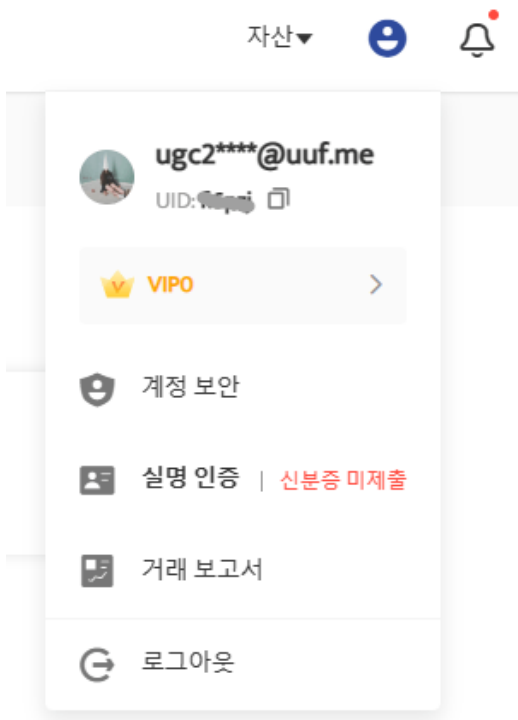 자산
ugc2****@uuf.me
UID:
VIP0
계정 보안
실명 인증 | 신분증 미제출
거래 보고서
로그아웃